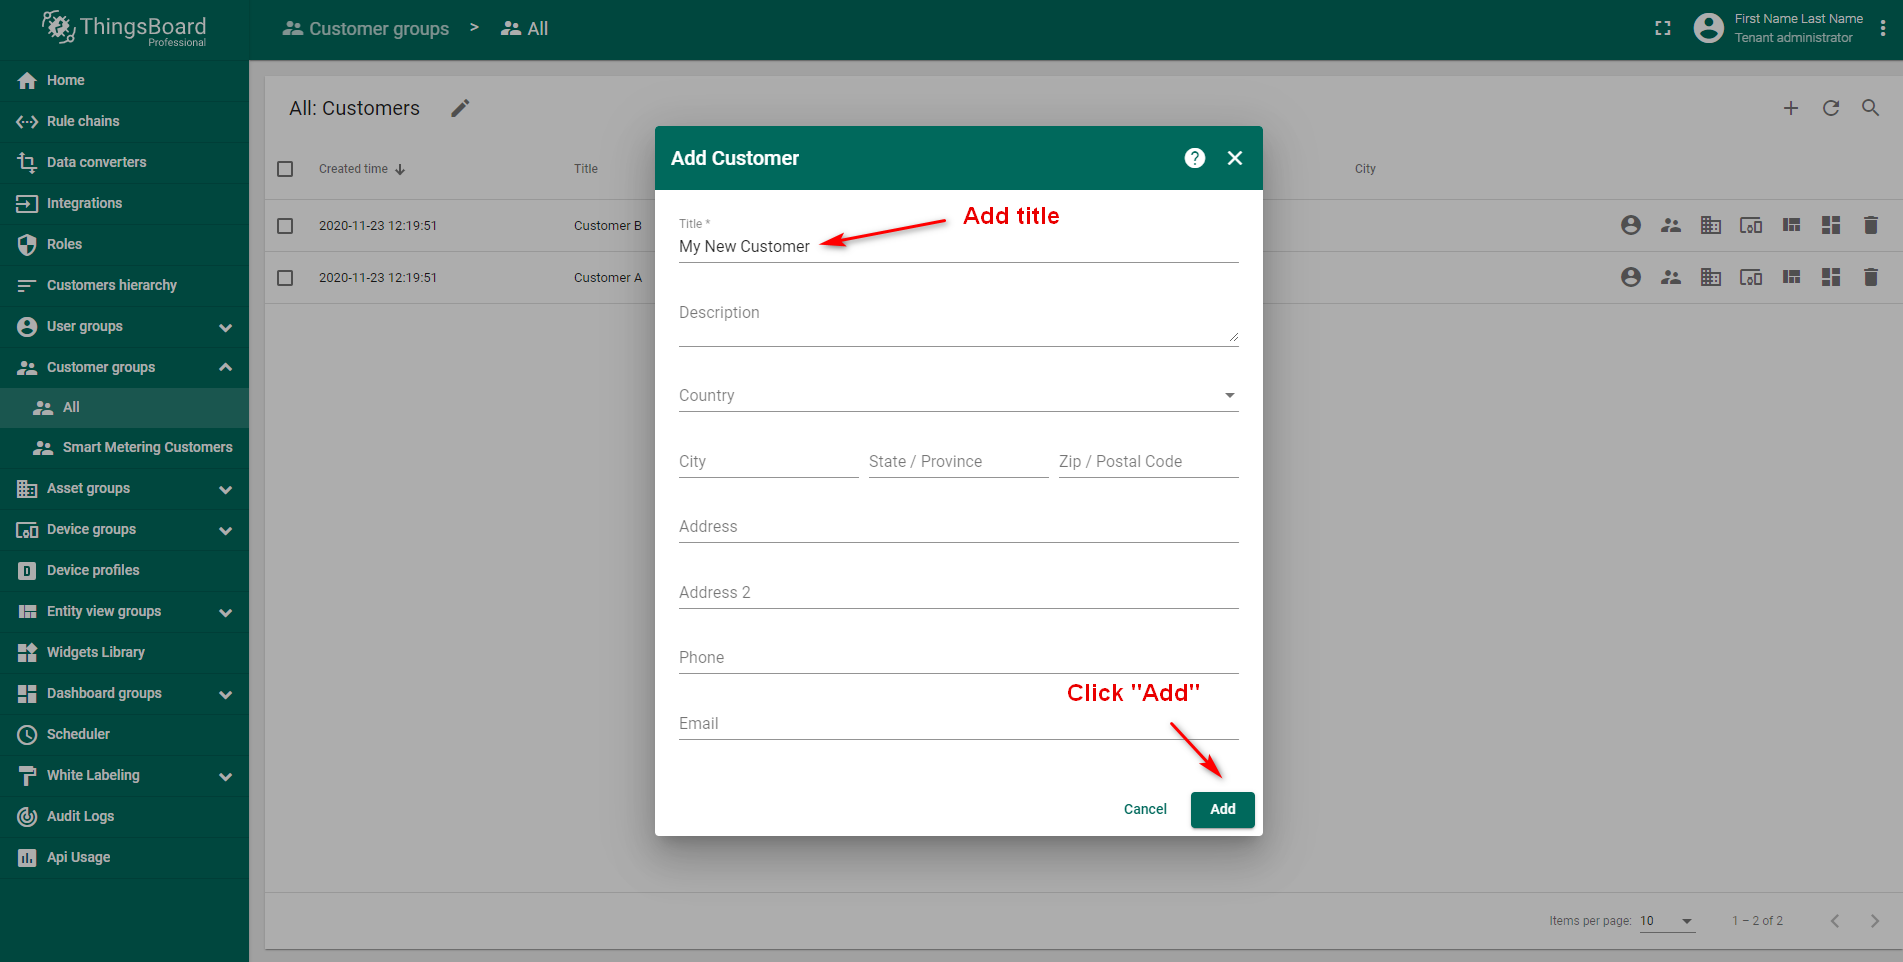 ThingsBoard
Professional
Customer groups > All
First Name Last Name
Tenant administrator
Home
Rule chains
Data converters
Integrations
Roles
Customers hierarchy
User groups
Customer groups
All
Smart Metering Customers
Asset groups
Device groups
Device profiles
Entity view groups
Widgets Library
Dashboard groups
Scheduler
White Labeling
Audit Logs
Api Usage
All: Customers
Created time Title City
2020-11-23 12:19:51 Customer B
2020-11-23 12:19:51 Customer A
Add Customer
Title *
My New Customer
Add title
Description
Country
City State / Province Zip / Postal Code
Address
Address 2
Phone
Click "Add"
Email
Cancel Add
Items per page: 10 1 – 2 of 2